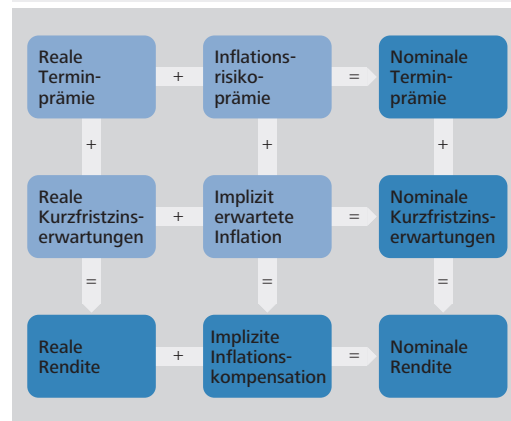 Reale
Termin-
prämie
+
Inflations-
risiko-
prämie
=
Nominale
Termin-
prämie
+
+
+
Reale
Kurzfristzins-
erwartungen
+
Implizit
erwartete
Inflation
=
Nominale
Kurzfristzins-
erwartungen
=
=
=
Reale
Rendite
+
Implizite
Inflations-
kompensation
=
Nominale
Rendite